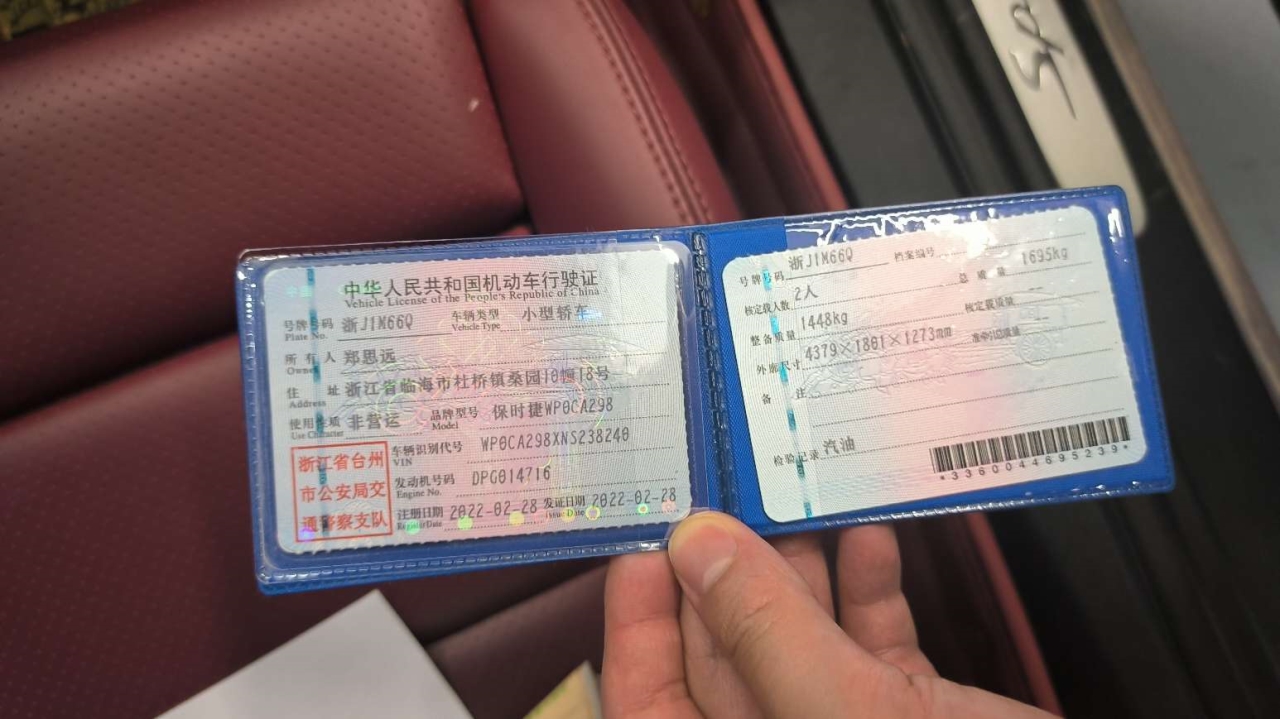 中华人民共和国机动车行驶证
Vehicle License of the People's Republic of China
号牌号码 浙J1M66Q 车辆类型 小型轿车
Plate No. Vehicle Type
所有人 郑思远
Owner
住址 浙江省临海市杜桥镇桑园10幢18号
Address
使用性质 非营运 品牌型号 保时捷WP0CA298
Use Character Model
浙江省台州
市公安局交
通警察支队
车辆识别代号 WP0CA298XNS238240
VIN
发动机号码 DPG014716
Engine No.
注册日期 2022-02-28 发证日期 2022-02-28
Register Date Issue Date
号牌号码 浙J1M66Q 档案编号
核定载人数 2人 总质量 1695kg
整备质量 1448kg 核定载质量 --
外廓尺寸 4379×1801×1273mm 准牵引总质量 --
备注
检验记录 汽油
*3360044695239*